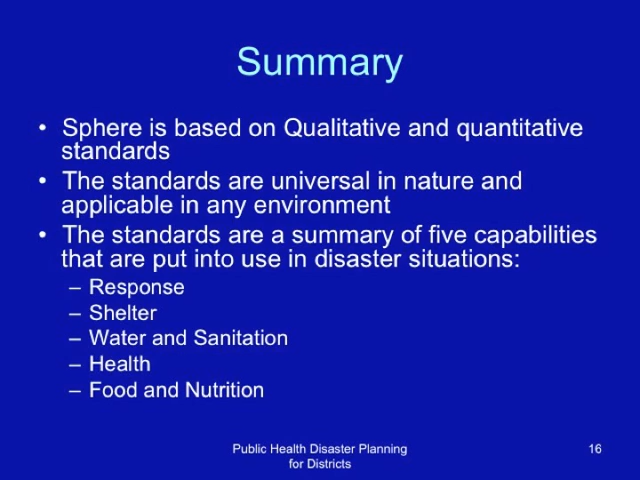 Summary
• Sphere is based on Qualitative and quantitative
standards
• The standards are universal in nature and
applicable in any environment
• The standards are a summary of five capabilities
that are put into use in disaster situations:
– Response
– Shelter
– Water and Sanitation
– Health
– Food and Nutrition
Public Health Disaster Planning
for Districts
16